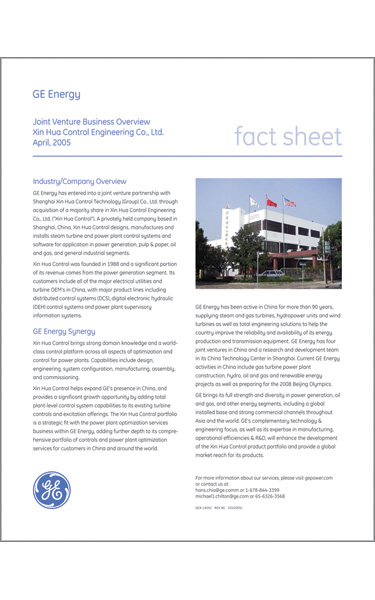 GE Energy
Joint Venture Business Overview
Xin Hua Control Engineering Co., Ltd.
April, 2005
fact sheet
Industry/Company Overview
GE Energy has entered into a joint venture partnership with
Shanghai Xin Hua Control Technology (Group) Co., Ltd. through
acquisition of a majority share in Xin Hua Control Engineering
Co., Ltd. ("Xin Hua Control"). A privately held company based in
Shanghai, China, Xin Hua Control designs, manufactures and
installs steam turbine and power plant control systems and
software for application in power generation, pulp & paper, oil
and gas, and general industrial segments.
Xin Hua Control was founded in 1988 and a significant portion
of its revenue comes from the power generation segment. Its
customers include all of the major electrical utilities and
turbine OEM's in China, with major product lines including
distributed control systems (DCS), digital electronic hydraulic
(DEH) control systems and power plant supervisory
information systems.
GE Energy Synergy
Xin Hua Control brings strong domain knowledge and a world-
class control platform across all aspects of optimization and
control for power plants. Capabilities include design,
engineering, system configuration, manufacturing, assembly,
and commissioning.
Xin Hua Control helps expand GE's presence in China, and
provides a significant growth opportunity by adding total
plant-level control system capabilities to its existing turbine
controls and excitation offerings. The Xin Hua Control portfolio
is a strategic fit with the power plant optimization services
business within GE Energy, adding further depth to its compre-
hensive portfolio of controls and power plant optimization
services for customers in China and around the world.
GE Energy has been active in China for more than 90 years,
supplying steam and gas turbines, hydropower units and wind
turbines as well as total engineering solutions to help the
country improve the reliability and availability of its energy
production and transmission equipment. GE Energy has four
joint ventures in China and a research and development team
in its China Technology Center in Shanghai. Current GE Energy
activities in China include gas turbine power plant
construction, hydro, oil and gas and renewable energy
projects as well as preparing for the 2008 Beijing Olympics.
GE brings its full strength and diversity in power generation, oil
and gas, and other energy segments, including a global
installed base and strong commercial channels throughout
Asia and the world. GE's complementary technology &
engineering focus, as well as its expertise in manufacturing,
operational efficiencies & R&D, will enhance the development
of the Xin Hua Control product portfolio and provide a global
market reach for its products.
GE
For more information about our services, please visit gepower.com
or contact us at:
hans.chia@ge.comm or 1-678-844-3399
michael1.chilton@ge.com or 65-6326-3568